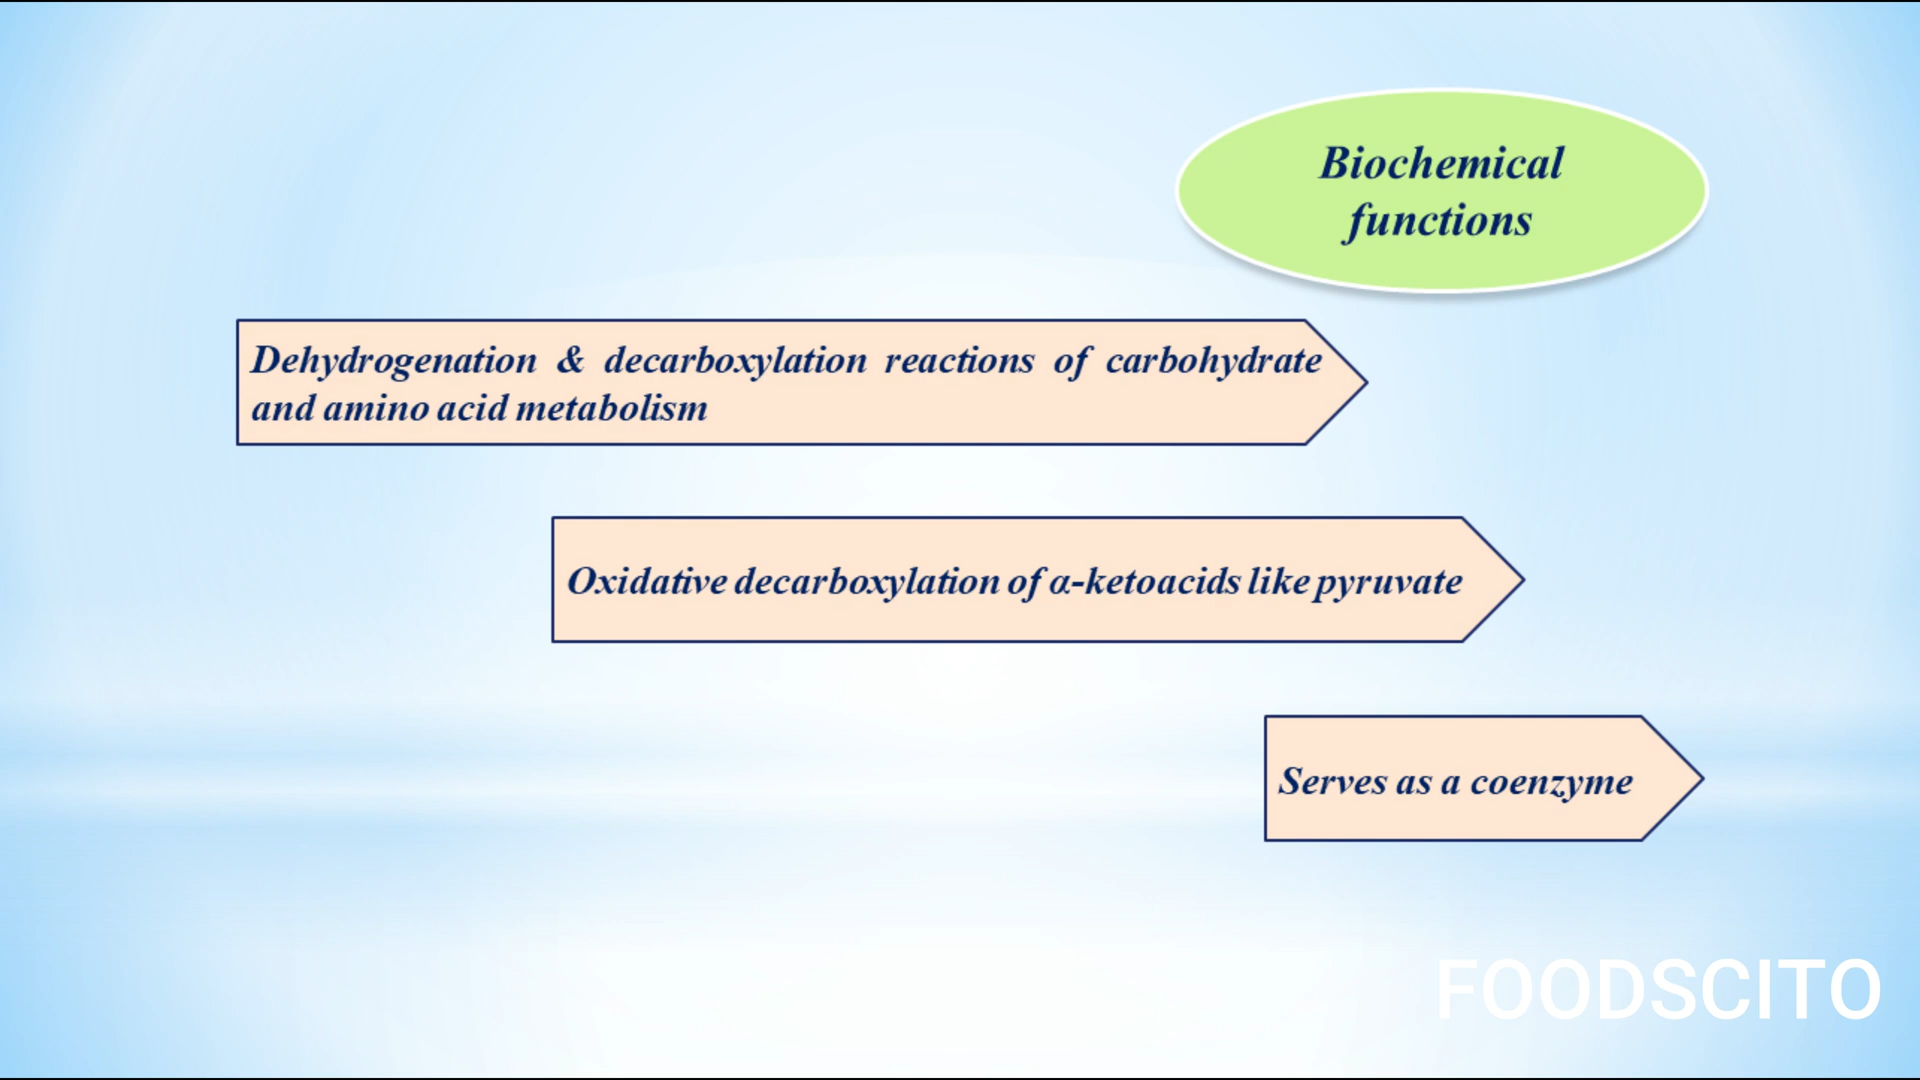 Biochemical
functions
Dehydrogenation & decarboxylation reactions of carbohydrate
and amino acid metabolism
Oxidative decarboxylation of α-ketoacids like pyruvate
Serves as a coenzyme
FOODSCITO